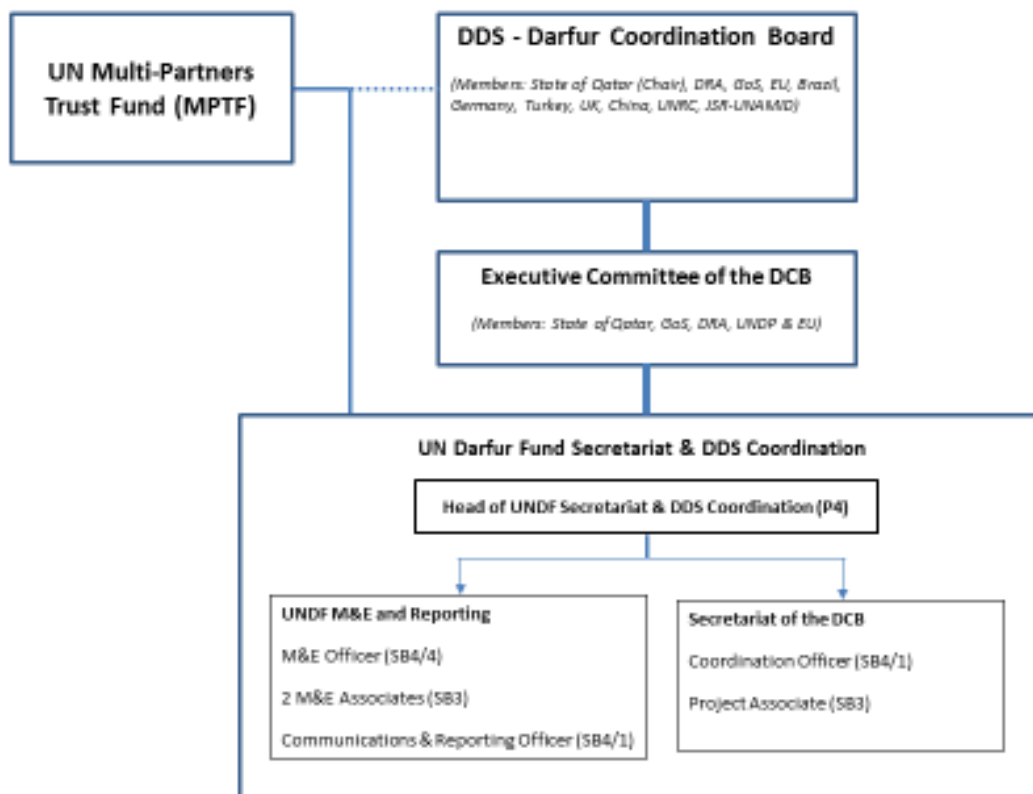 UN Multi-Partners
Trust Fund (MPTF)
DDS - Darfur Coordination Board
(Members: State of Qatar (Chair), DRA, GoS, EU, Brazil,
Germany, Turkey, UK, China, UNRC, JSR-UNAMID)
Executive Committee of the DCB
(Members: State of Qatar, GoS, DRA, UNDP & EU)
UN Darfur Fund Secretariat & DDS Coordination
Head of UNDF Secretariat & DDS Coordination (P4)
UNDF M&E and Reporting
M&E Officer (SB4/4)
2 M&E Associates (SB3)
Communications & Reporting Officer (SB4/1)
Secretariat of the DCB
Coordination Officer (SB4/1)
Project Associate (SB3)